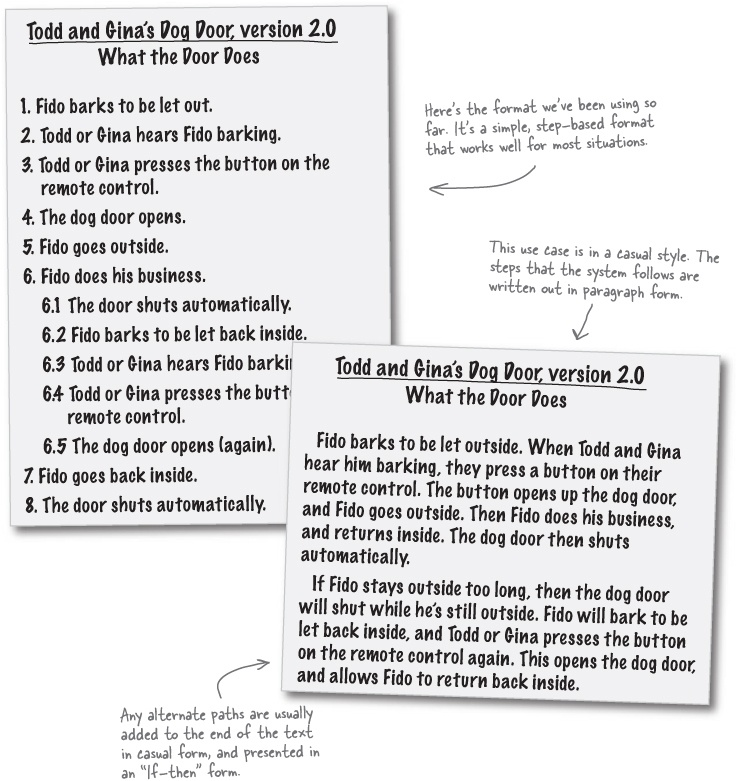 Todd and Gina's Dog Door, version 2.0
What the Door Does
1. Fido barks to be let out.
2. Todd or Gina hears Fido barking.
3. Todd or Gina presses the button on the
remote control.
4. The dog door opens.
5. Fido goes outside.
6. Fido does his business.
6.1 The door shuts automatically.
6.2 Fido barks to be let back inside.
6.3 Todd or Gina hears Fido barki
6.4 Todd or Gina presses the butt
remote control.
6.5 The dog door opens (again).
7. Fido goes back inside.
8. The door shuts automatically.
Here's the format we've been using so
far. It's a simple, step-based format
that works well for most situations.
This use case is in a casual style. The
steps that the system follows are
written out in paragraph form.
Todd and Gina's Dog Door, version 2.0
What the Door Does
Fido barks to be let outside. When Todd and Gina
hear him barking, they press a button on their
remote control. The button opens up the dog door,
and Fido goes outside. Then Fido does his business,
and returns inside. The dog door then shuts
automatically.
If Fido stays outside too long, then the dog door
will shut while he's still outside. Fido will bark to be
let back inside, and Todd or Gina presses the button
on the remote control again. This opens the dog door,
and allows Fido to return back inside.
Any alternate paths are usually
added to the end of the text
in casual form, and presented in
an "If-then" form.